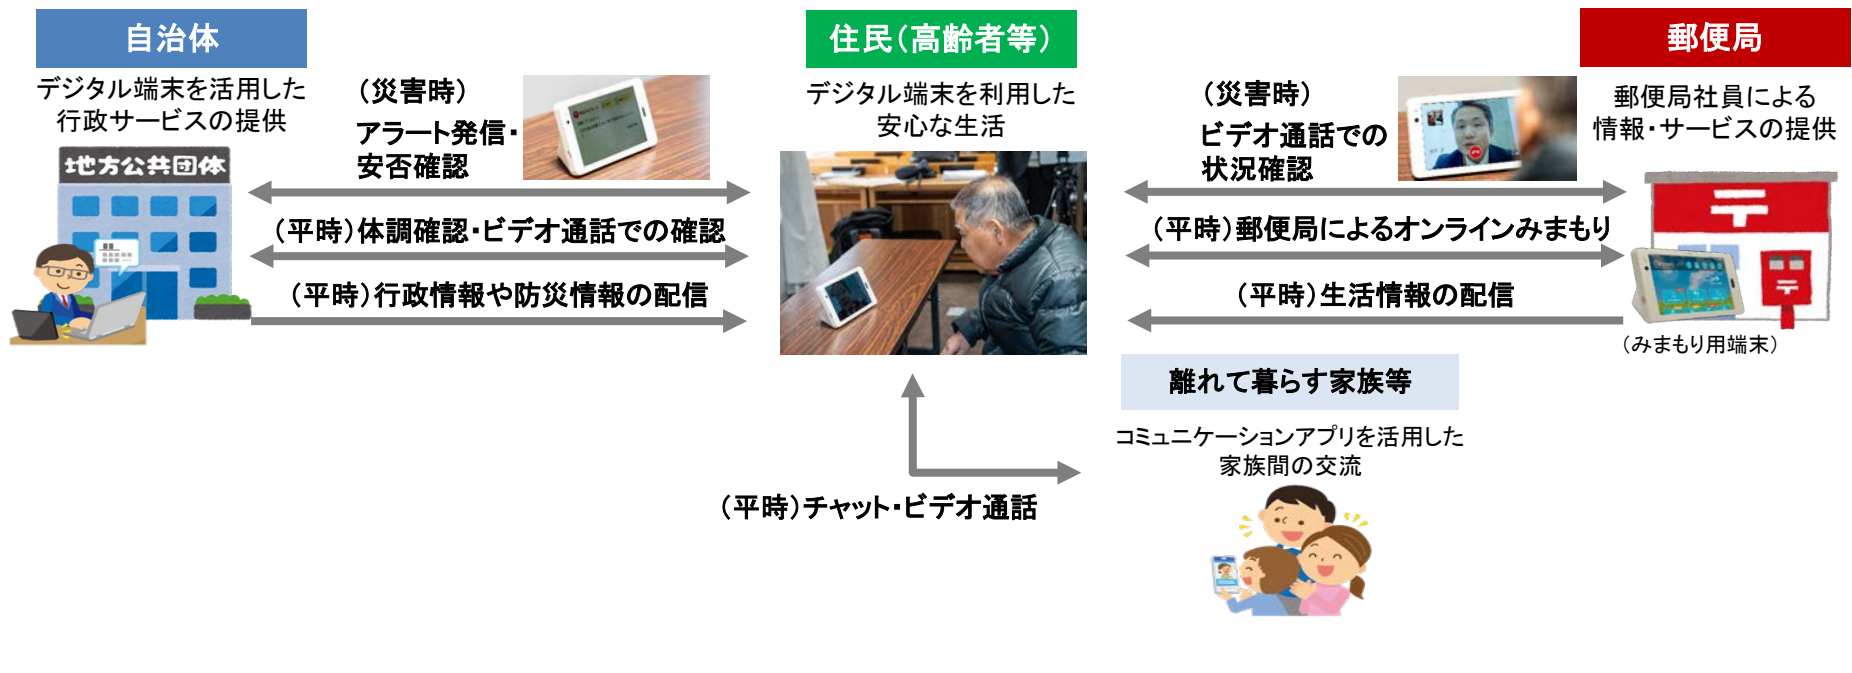 自治体
デジタル端末を活用した
行政サービスの提供
地方公共団体
（災害時）
アラート発信・
安否確認
（平時）体調確認・ビデオ通話での確認
（平時）行政情報や防災情報の配信
住民（高齢者等）
デジタル端末を利用した
安心な生活
（災害時）
ビデオ通話での
状況確認
（平時）郵便局によるオンラインみまもり
（平時）生活情報の配信
郵便局
郵便局社員による
情報・サービスの提供
（みまもり用端末）
離れて暮らす家族等
コミュニケーションアプリを活用した
家族間の交流
（平時）チャット・ビデオ通話